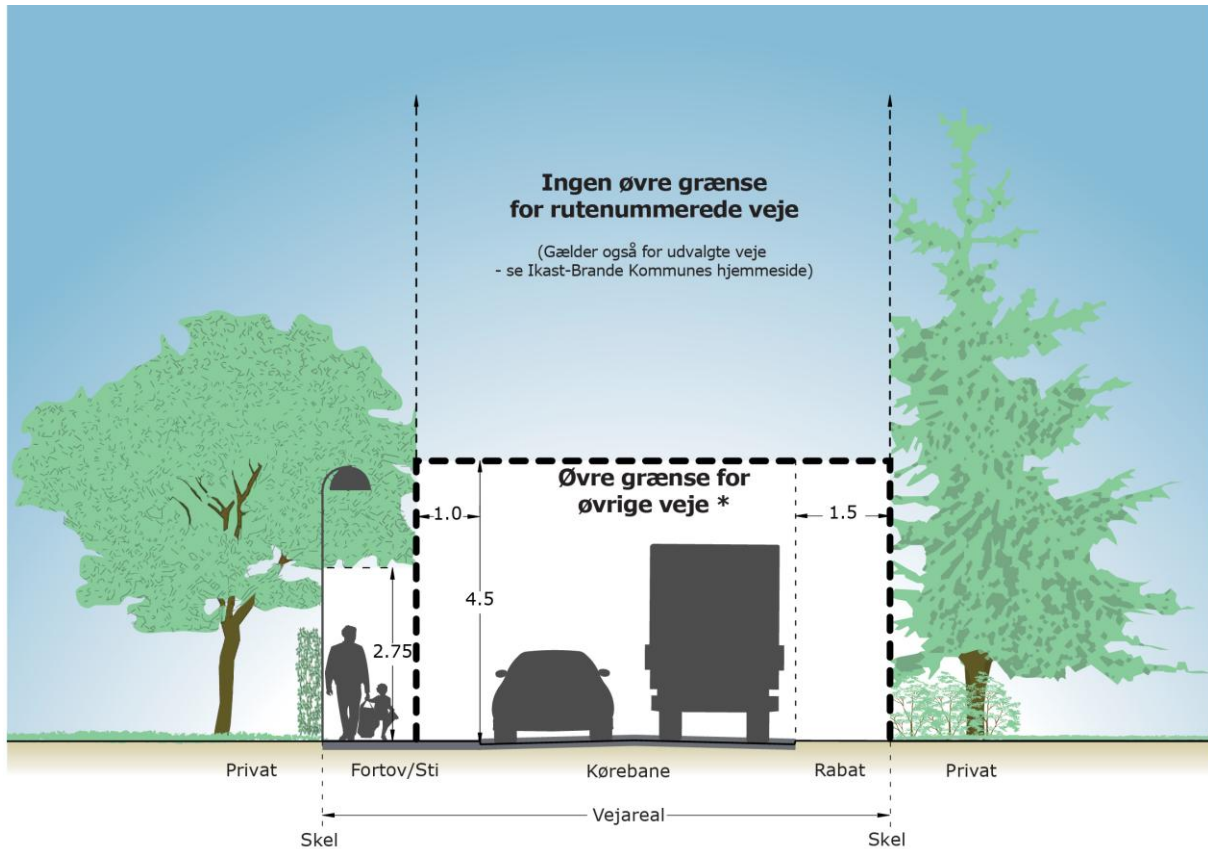 Ingen øvre grænse
for rutenummerede veje
(Gælder også for udvalgte veje
- se Ikast-Brande Kommunes hjemmeside)
Øvre grænse for
øvrige veje *
1.0
1.5
4.5
2.75
Privat
Fortov/Sti
Kørebane
Rabat
Privat
Vejareal
Skel
Skel